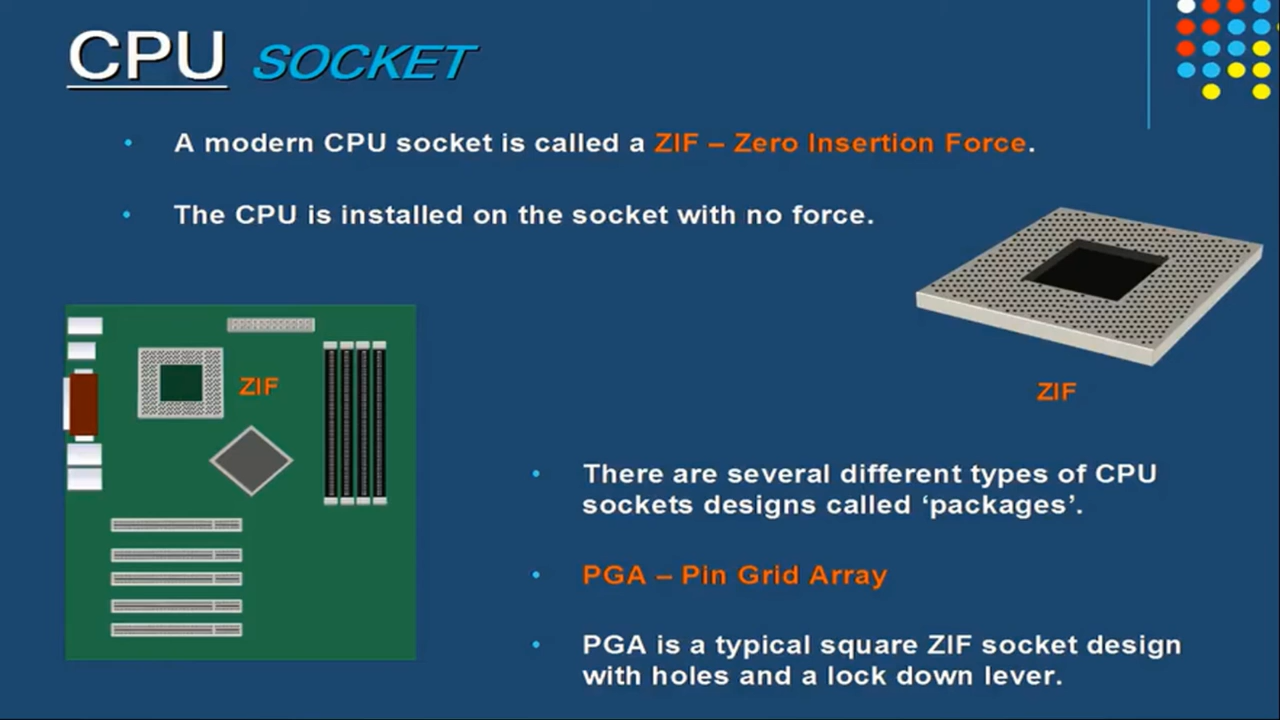 CPU SOCKET
• A modern CPU socket is called a ZIF – Zero Insertion Force.
• The CPU is installed on the socket with no force.
ZIF
ZIF
• There are several different types of CPU
sockets designs called ‘packages’.
• PGA – Pin Grid Array
• PGA is a typical square ZIF socket design
with holes and a lock down lever.